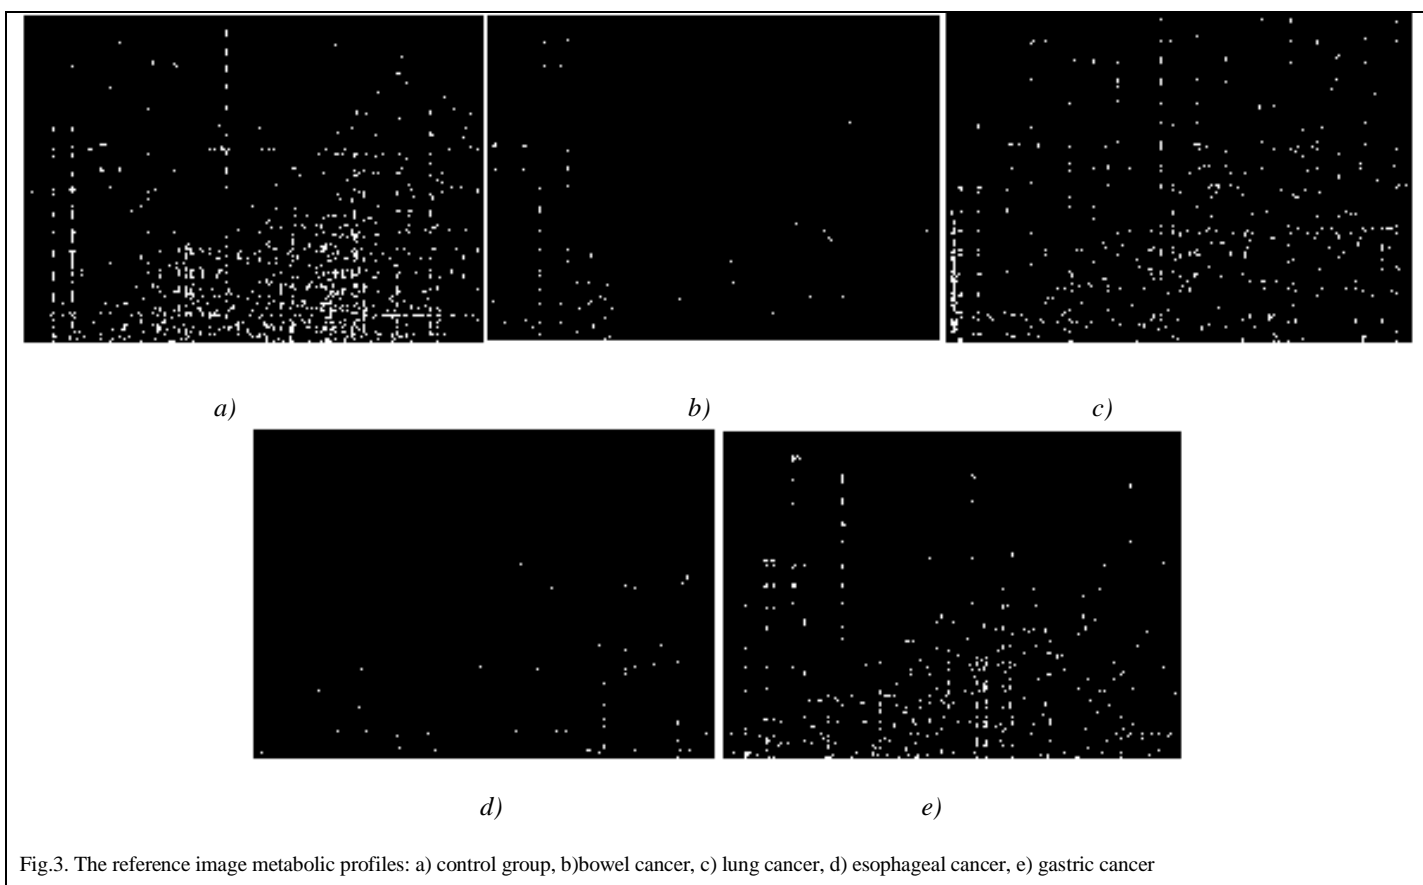 a)
b)
c)
d)
e)
Fig.3. The reference image metabolic profiles: a) control group, b)bowel cancer, c) lung cancer, d) esophageal cancer, e) gastric cancer